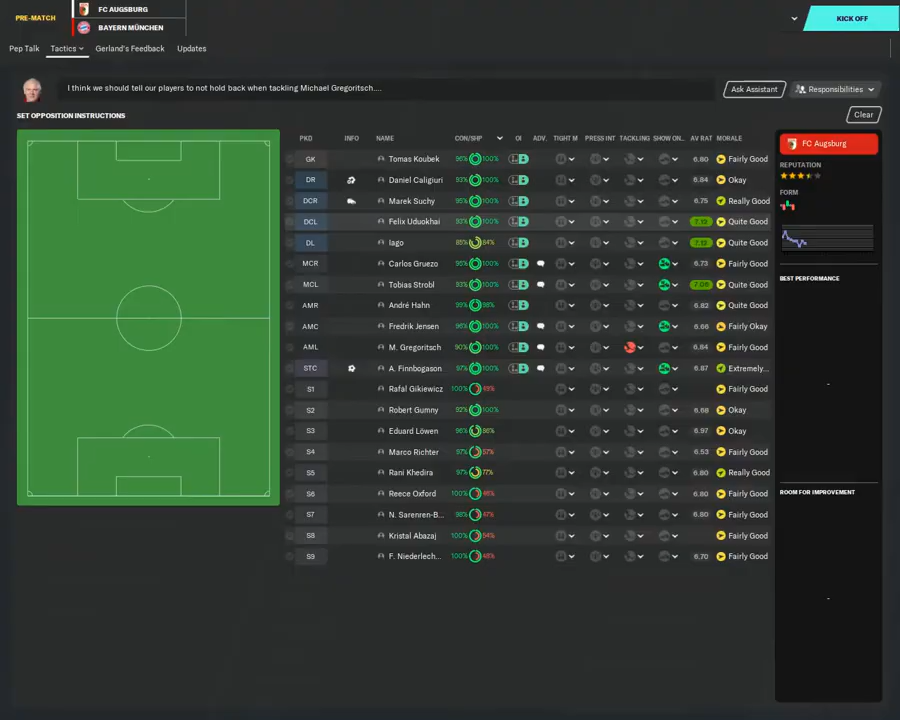 PRE-MATCH
FC AUGSBURG
BAYERN MÜNCHEN
KICK OFF
Pep Talk Tactics Gerland's Feedback Updates
I think we should tell our players to not hold back when tackling Michael Gregoritsch....
Ask Assistant Responsibilities
SET OPPOSITION INSTRUCTIONS
Clear
PKD INFO NAME CON/SHP OI ADV. TIGHT M PRESS INT TACKLING SHOW ON... AV RAT MORALE
GK Tomas Koubek 96% 100% 6.80 Fairly Good
DR Daniel Caligiuri 93% 100% 6.84 Okay
DCR Marek Suchy 95% 100% 6.75 Really Good
DCL Felix Uduokhai 93% 100% Quite Good
DL Iago 85% 84% 7.13 Quite Good
MCR Carlos Gruezo 95% 100% 6.73 Fairly Good
MCL Tobias Strobl 93% 100% Quite Good
AMR André Hahn 99% 98% 6.82 Quite Good
AMC Fredrik Jensen 96% 100% 6.66 Fairly Okay
AML M. Gregoritsch 90% 100% 6.84 Fairly Good
STC A. Finnbogason 97% 100% 6.87 Extremely...
S1 Rafal Gikiewicz 100% 49% Fairly Good
S2 Robert Gumny 92% 100% 6.68 Okay
S3 Eduard Löwen 96% 86% 6.97 Okay
S4 Marco Richter 97% 57% 6.53 Fairly Good
S5 Rani Khedira 97% 77% 6.80 Really Good
S6 Reece Oxford 100% 46% 6.80 Fairly Good
S7 N. Sarenren-B... 98% 47% 6.80 Fairly Good
S8 Kristal Abazaj 100% Fairly Good
S9 F. Niederlech... 100% 48% 6.70 Fairly Good
FC Augsburg
REPUTATION
FORM
BEST PERFORMANCE
-
ROOM FOR IMPROVEMENT
-